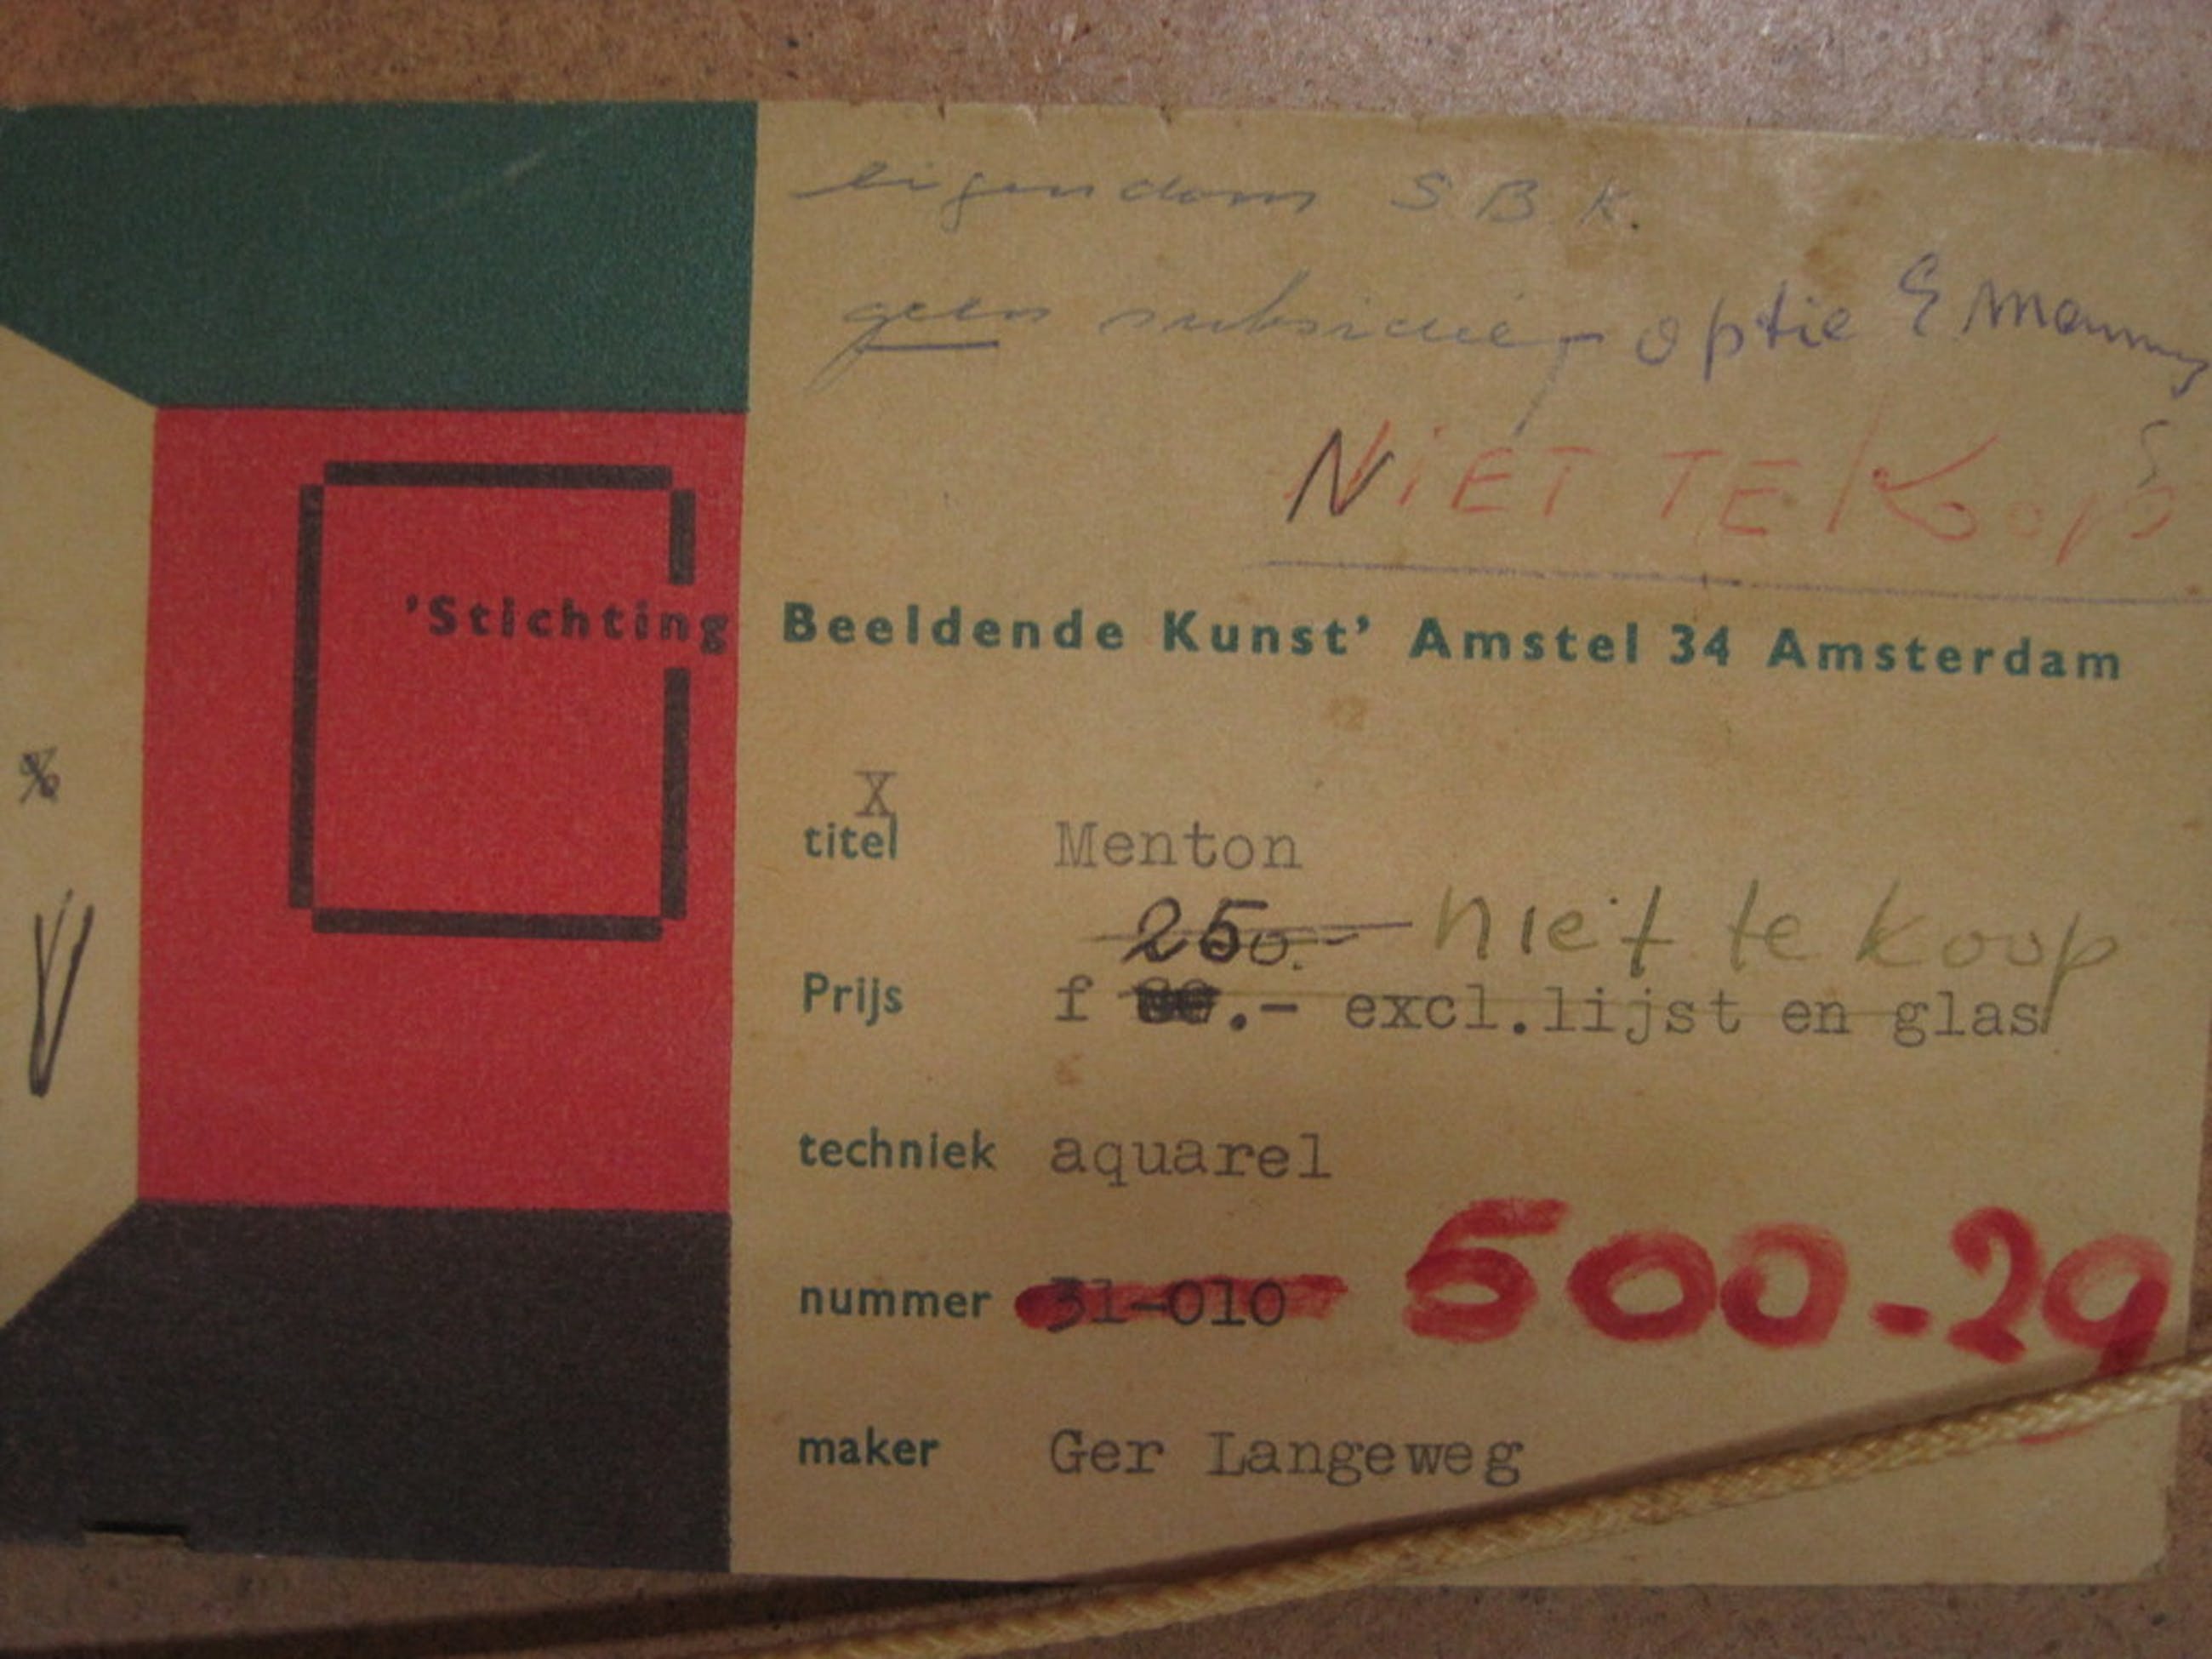 eigendom S B K.
geen subsidie - optie
NIET TE KOOP
'Stichting Beeldende Kunst' Amstel 34 Amsterdam
X
titel Menton
250.- niet te koop
Prijs f .- excl.lijst en glas
techniek aquarel
nummer 31-010 500-29
maker Ger Langeweg